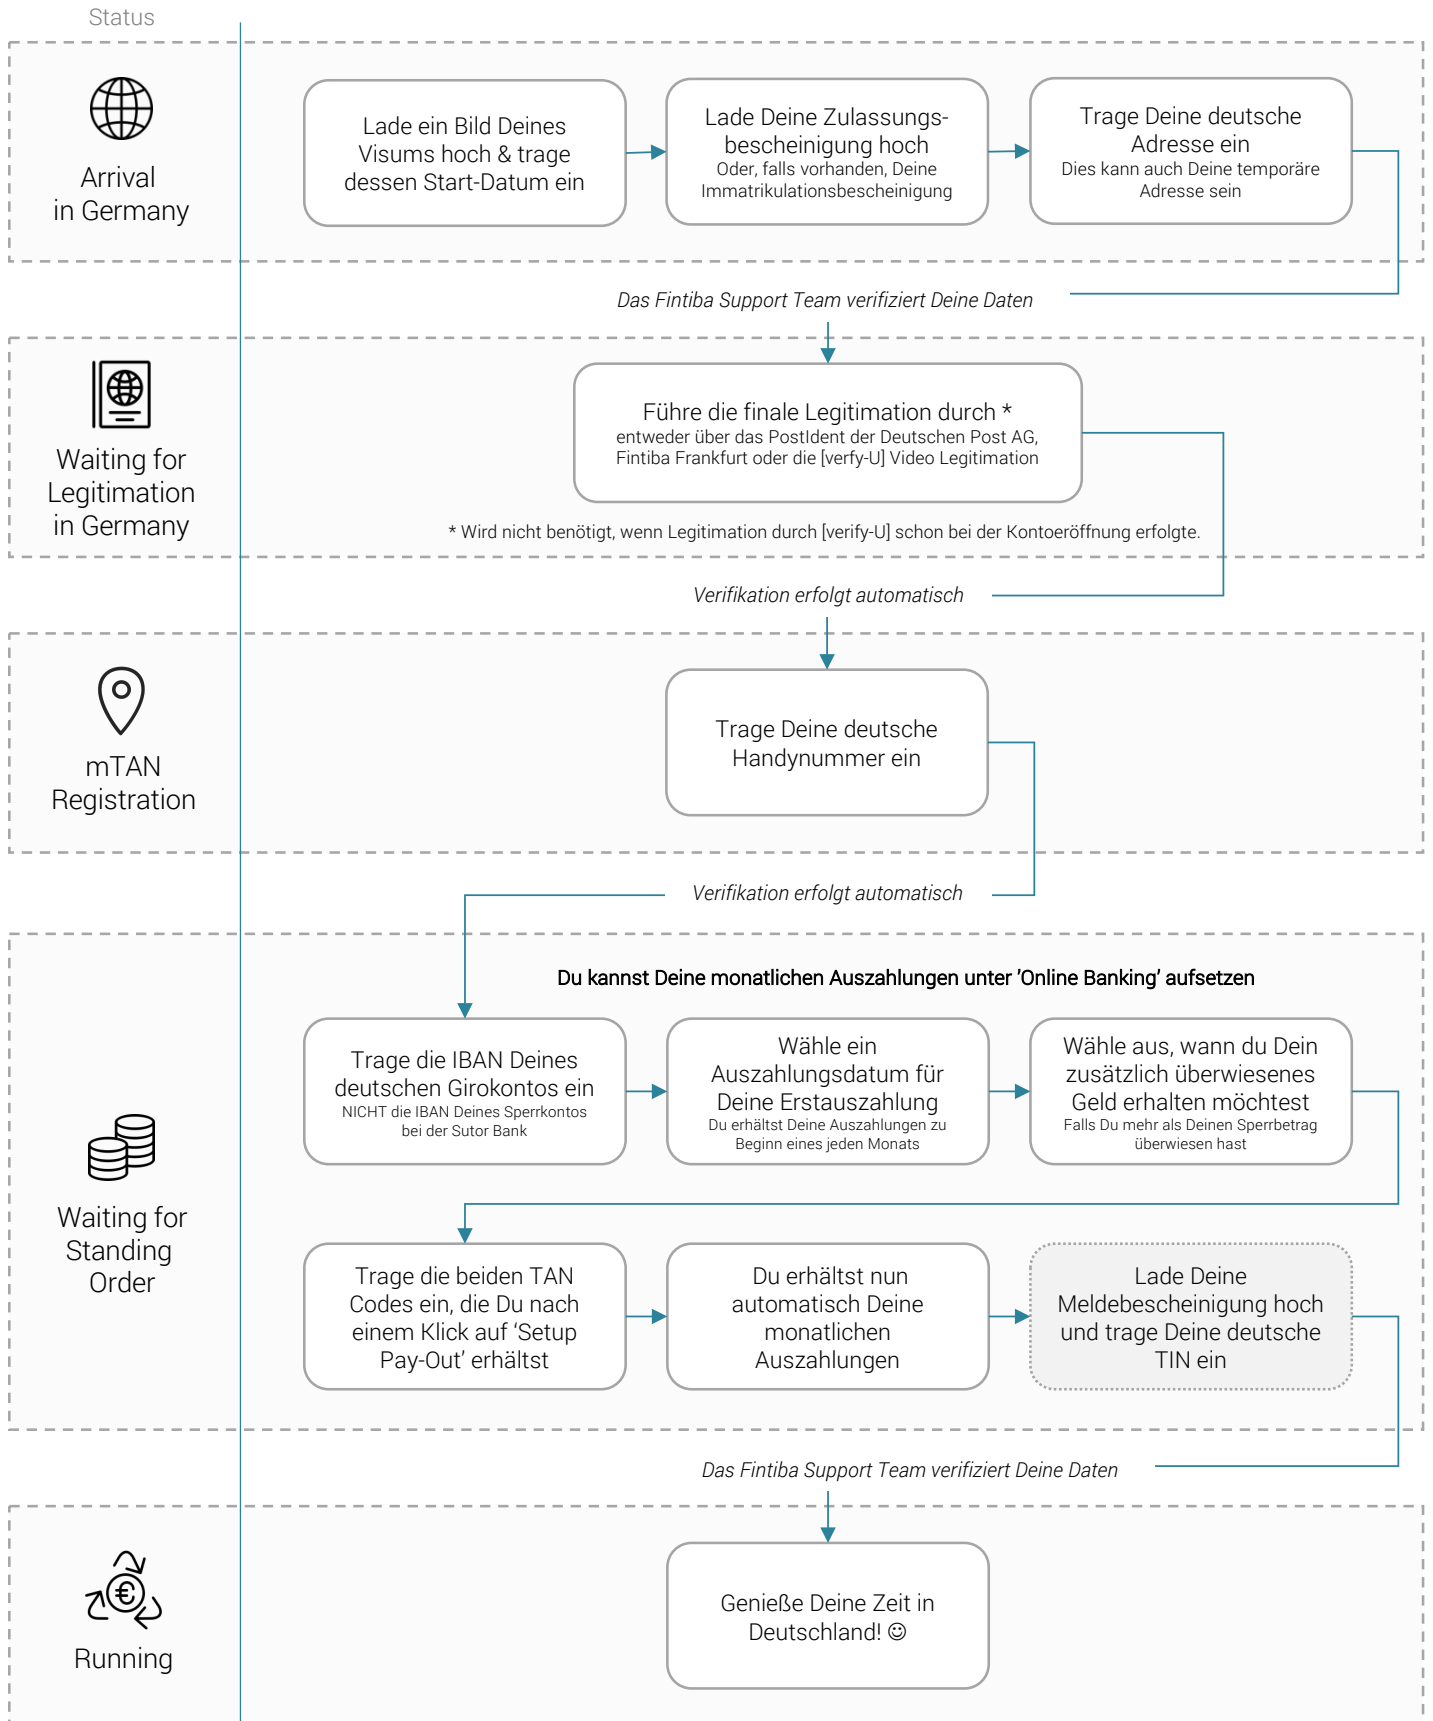 Status
Arrival
in Germany
Lade ein Bild Deines
Visums hoch & trage
dessen Start-Datum ein
Lade Deine Zulassungs-
bescheinigung hoch
Oder, falls vorhanden, Deine
Immatrikulationsbescheinigung
Trage Deine deutsche
Adresse ein
Dies kann auch Deine temporäre
Adresse sein
Das Fintiba Support Team verifiziert Deine Daten
Waiting for
Legitimation
in Germany
Führe die finale Legitimation durch *
entweder über das PostIdent der Deutschen Post AG,
Fintiba Frankfurt oder die [verfy-U] Video Legitimation
* Wird nicht benötigt, wenn Legitimation durch [verify-U] schon bei der Kontoeröffnung erfolgte.
Verifikation erfolgt automatisch
mTAN
Registration
Trage Deine deutsche
Handynummer ein
Verifikation erfolgt automatisch
Waiting for
Standing
Order
Du kannst Deine monatlichen Auszahlungen unter 'Online Banking' aufsetzen
Trage die IBAN Deines
deutschen Girokontos ein
NICHT die IBAN Deines Sperrkontos
bei der Sutor Bank
Wähle ein
Auszahlungsdatum für
Deine Erstauszahlung
Du erhältst Deine Auszahlungen zu
Beginn eines jeden Monats
Wähle aus, wann du Dein
zusätzlich überwiesenes
Geld erhalten möchtest
Falls Du mehr als Deinen Sperrbetrag
überwiesen hast
Trage die beiden TAN
Codes ein, die Du nach
einem Klick auf ‘Setup
Pay-Out’ erhältst
Du erhältst nun
automatisch Deine
monatlichen
Auszahlungen
Lade Deine
Meldebescheinigung hoch
und trage Deine deutsche
TIN ein
Das Fintiba Support Team verifiziert Deine Daten
€
Running
Genieße Deine Zeit in
Deutschland! ☺